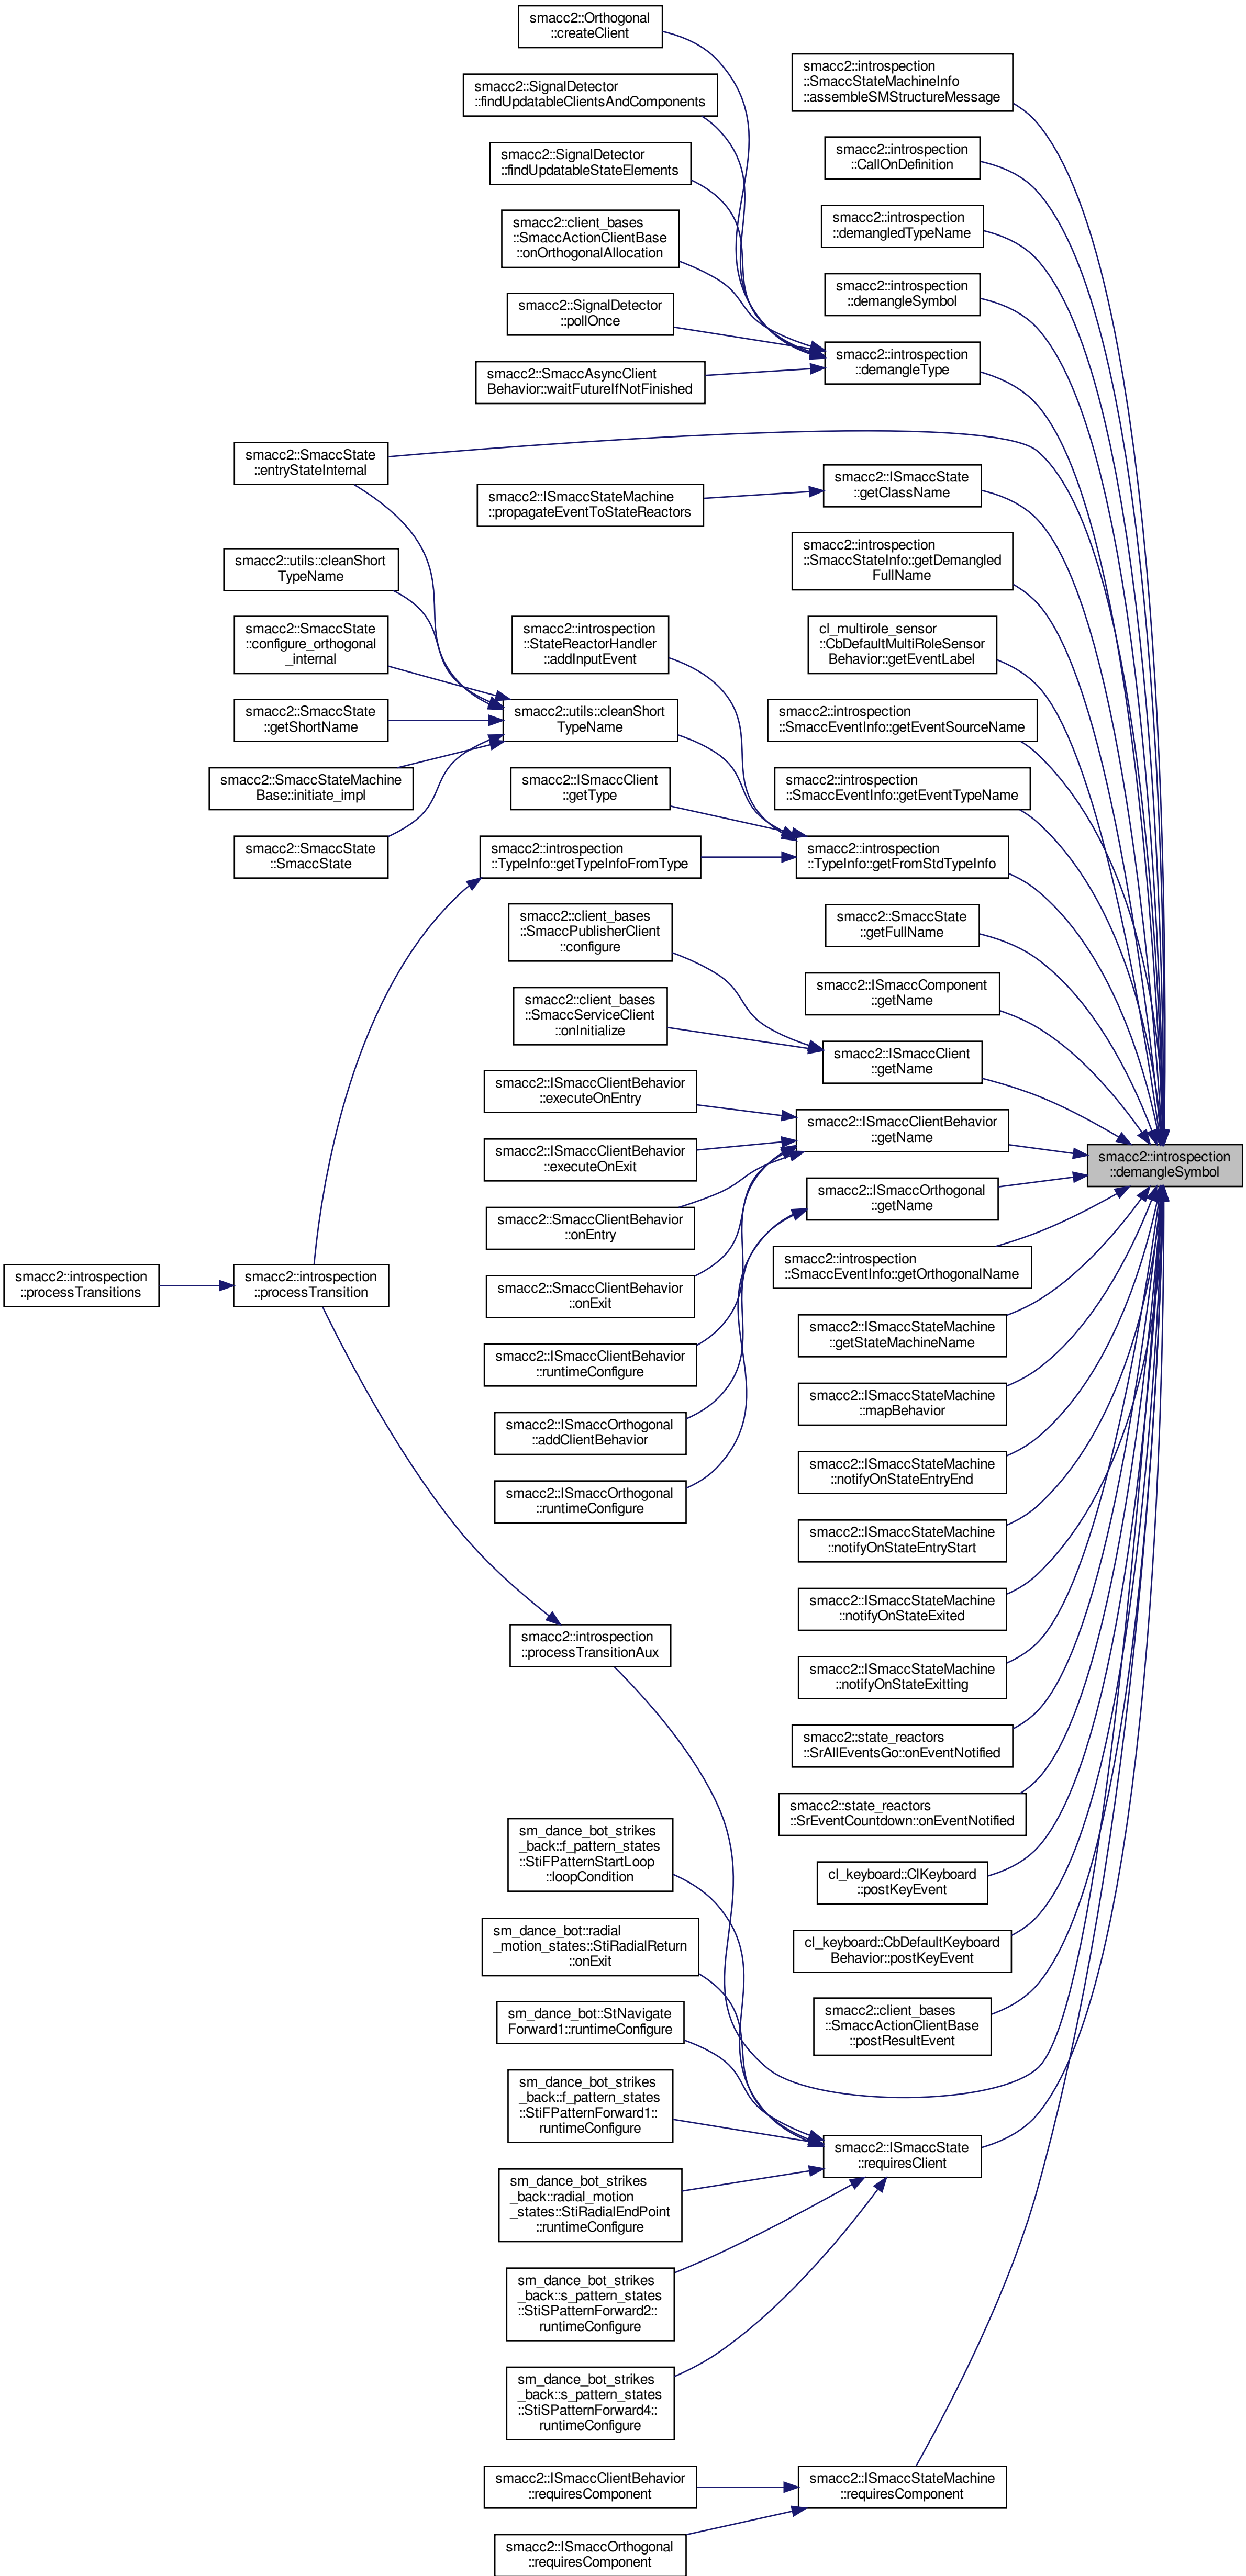 smacc2::Orthogonal
::createClient
smacc2::SignalDetector
::findUpdatableClientsAndComponents
smacc2::SignalDetector
::findUpdatableStateElements
smacc2::client_bases
::SmaccActionClientBase
::onOrthogonalAllocation
smacc2::SignalDetector
::pollOnce
smacc2::SmaccAsyncClient
Behavior::waitFutureIfNotFinished
smacc2::introspection
::SmaccStateMachineInfo
::assembleSMStructureMessage
smacc2::introspection
::CallOnDefinition
smacc2::introspection
::demangledTypeName
smacc2::introspection
::demangleSymbol
smacc2::introspection
::demangleType
smacc2::SmaccState
::entryStateInternal
smacc2::utils::cleanShort
TypeName
smacc2::SmaccState
::configure_orthogonal
_internal
smacc2::SmaccState
::getShortName
smacc2::SmaccStateMachine
Base::initiate_impl
smacc2::SmaccState
::SmaccState
smacc2::ISmaccStateMachine
::propagateEventToStateReactors
smacc2::introspection
::StateReactorHandler
::addInputEvent
smacc2::utils::cleanShort
TypeName
smacc2::ISmaccClient
::getType
smacc2::introspection
::TypeInfo::getTypeInfoFromType
smacc2::ISmaccState
::getClassName
smacc2::introspection
::SmaccStateInfo::getDemangled
FullName
cl_multirole_sensor
::CbDefaultMultiRoleSensor
Behavior::getEventLabel
smacc2::introspection
::SmaccEventInfo::getEventSourceName
smacc2::introspection
::SmaccEventInfo::getEventTypeName
smacc2::introspection
::TypeInfo::getFromStdTypeInfo
smacc2::SmaccState
::getFullName
smacc2::ISmaccComponent
::getName
smacc2::ISmaccClient
::getName
smacc2::ISmaccClientBehavior
::getName
smacc2::ISmaccOrthogonal
::getName
smacc2::introspection
::SmaccEventInfo::getOrthogonalName
smacc2::introspection
::demangleSymbol
smacc2::client_bases
::SmaccPublisherClient
::configure
smacc2::client_bases
::SmaccServiceClient
::onInitialize
smacc2::ISmaccClientBehavior
::executeOnEntry
smacc2::ISmaccClientBehavior
::executeOnExit
smacc2::SmaccClientBehavior
::onEntry
smacc2::SmaccClientBehavior
::onExit
smacc2::ISmaccClientBehavior
::runtimeConfigure
smacc2::ISmaccOrthogonal
::addClientBehavior
smacc2::ISmaccOrthogonal
::runtimeConfigure
smacc2::introspection
::processTransitions
smacc2::introspection
::processTransition
smacc2::introspection
::processTransitionAux
smacc2::ISmaccStateMachine
::getStateMachineName
smacc2::ISmaccStateMachine
::mapBehavior
smacc2::ISmaccStateMachine
::notifyOnStateEntryEnd
smacc2::ISmaccStateMachine
::notifyOnStateEntryStart
smacc2::ISmaccStateMachine
::notifyOnStateExited
smacc2::ISmaccStateMachine
::notifyOnStateExitting
smacc2::state_reactors
::SrAllEventsGo::onEventNotified
smacc2::state_reactors
::SrEventCountdown::onEventNotified
cl_keyboard::ClKeyboard
::postKeyEvent
cl_keyboard::CbDefaultKeyboard
Behavior::postKeyEvent
smacc2::client_bases
::SmaccActionClientBase
::postResultEvent
sm_dance_bot_strikes
_back::f_pattern_states
::StiFPatternStartLoop
::loopCondition
sm_dance_bot::radial
_motion_states::StiRadialReturn
::onExit
sm_dance_bot::StNavigate
Forward1::runtimeConfigure
sm_dance_bot_strikes
_back::f_pattern_states
::StiFPatternForward1::
runtimeConfigure
sm_dance_bot_strikes
_back::radial_motion
_states::StiRadialEndPoint
::runtimeConfigure
sm_dance_bot_strikes
_back::s_pattern_states
::StiSPatternForward2::
runtimeConfigure
sm_dance_bot_strikes
_back::s_pattern_states
::StiSPatternForward4::
runtimeConfigure
smacc2::ISmaccState
::requiresClient
smacc2::ISmaccClientBehavior
::requiresComponent
smacc2::ISmaccOrthogonal
::requiresComponent
smacc2::ISmaccStateMachine
::requiresComponent